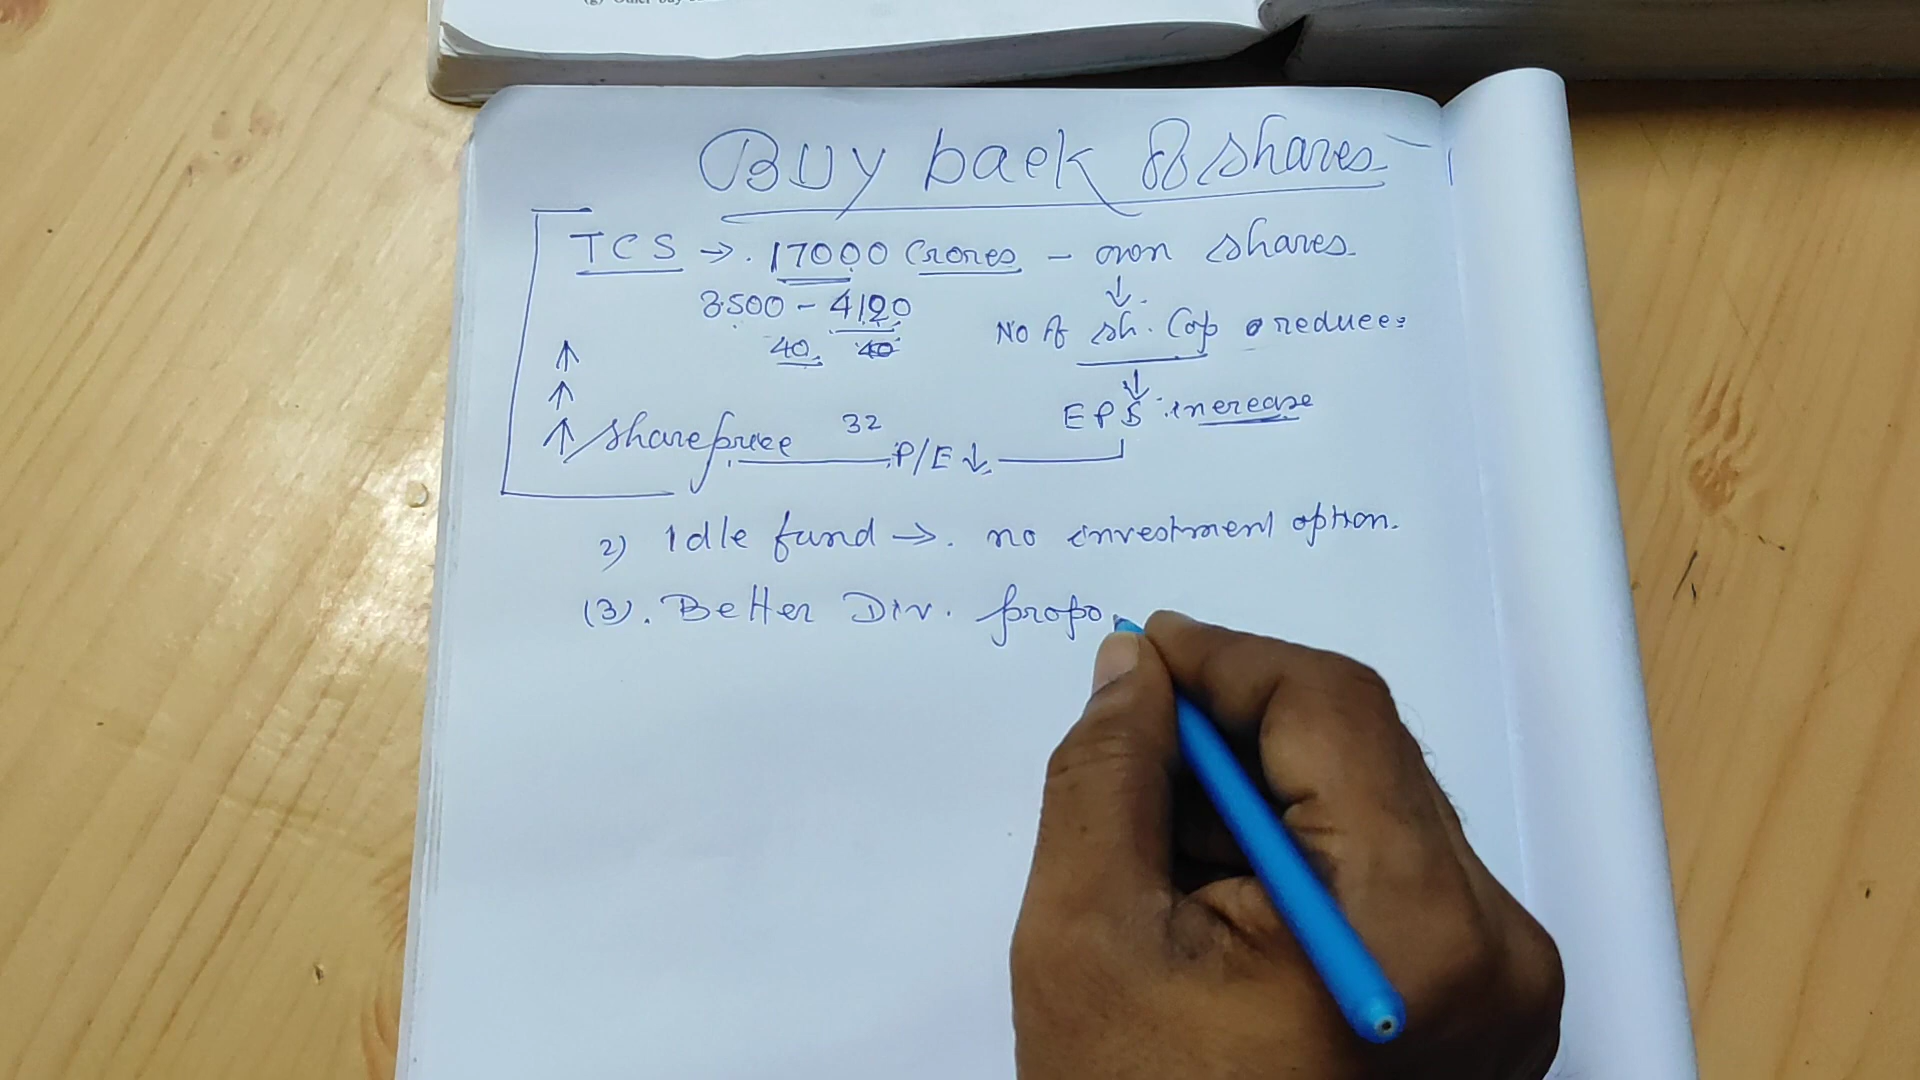 Buy back of shares
TCS → 17000 Crores - own shares
↓
3500 - 4120
No of sh. Cap reduces
40 40
↑
↑
↓
EPS increase
↑ share price 32 P/E ↓
2) Idle fund → no investment option.
(3). Better Div. propo